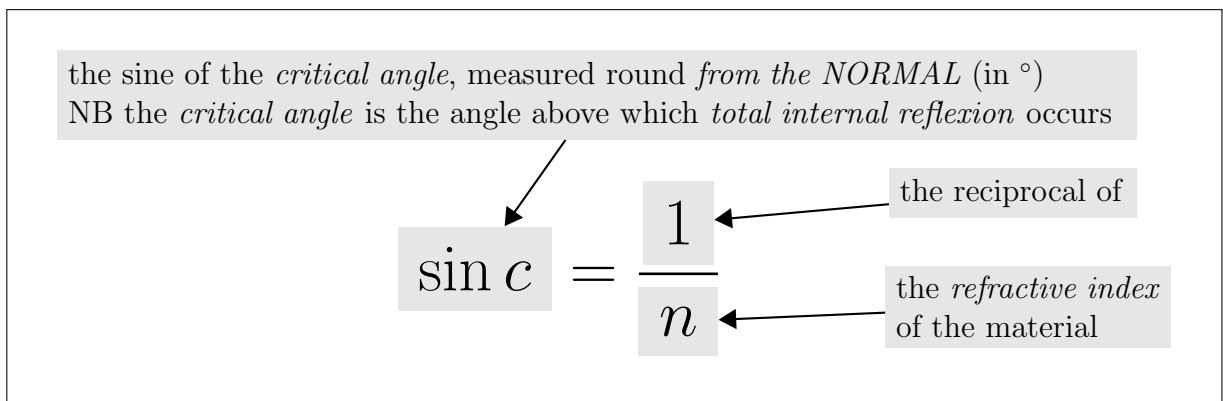 the sine of the critical angle, measured round from the NORMAL (in °)
NB the critical angle is the angle above which total internal reflexion occurs
the reciprocal of
sin c = 1/n
the refractive index
of the material